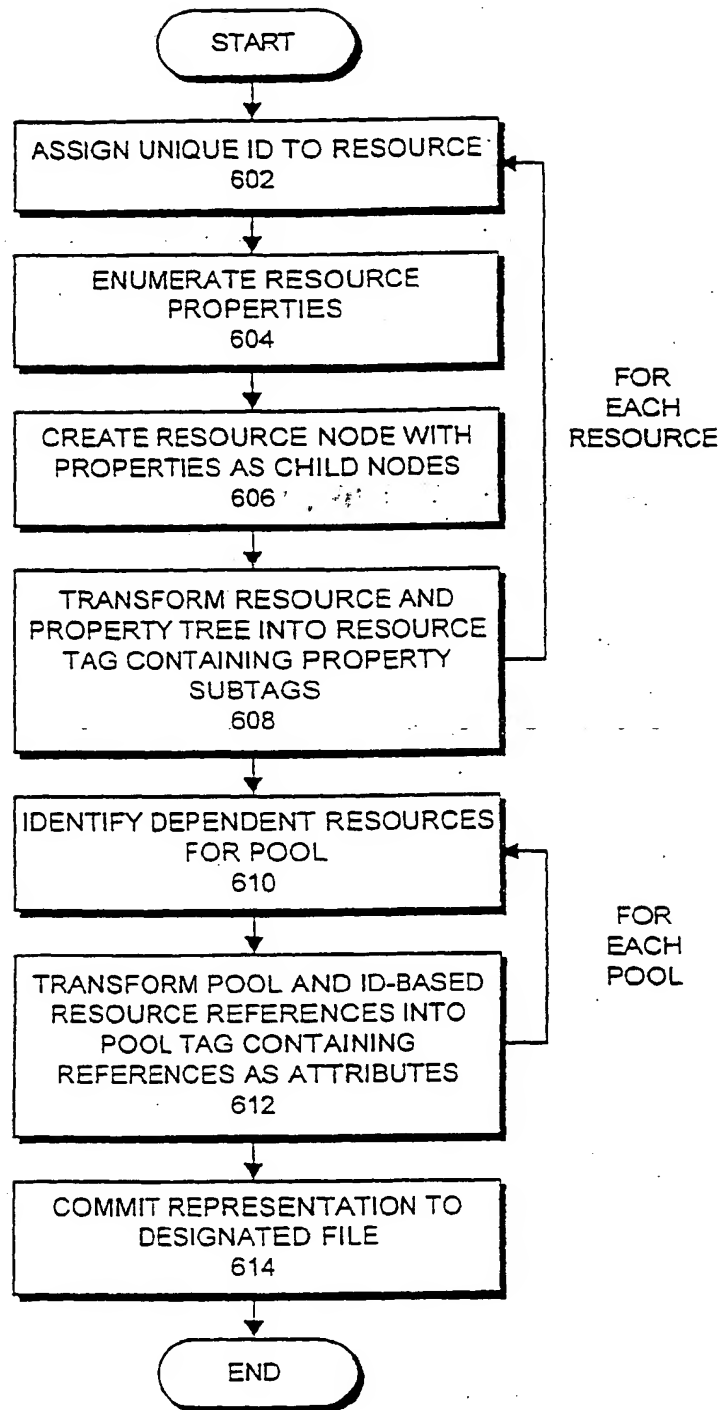 START
ASSIGN UNIQUE ID TO RESOURCE
602
ENUMERATE RESOURCE
PROPERTIES
604
CREATE RESOURCE NODE WITH
PROPERTIES AS CHILD NODES
606
TRANSFORM RESOURCE AND
PROPERTY TREE INTO RESOURCE
TAG CONTAINING PROPERTY
SUBTAGS
608
FOR
EACH
RESOURCE
IDENTIFY DEPENDENT RESOURCES
FOR POOL
610
TRANSFORM POOL AND ID-BASED
RESOURCE REFERENCES INTO
POOL TAG CONTAINING
REFERENCES AS ATTRIBUTES
612
FOR
EACH
POOL
COMMIT REPRESENTATION TO
DESIGNATED FILE
614
END